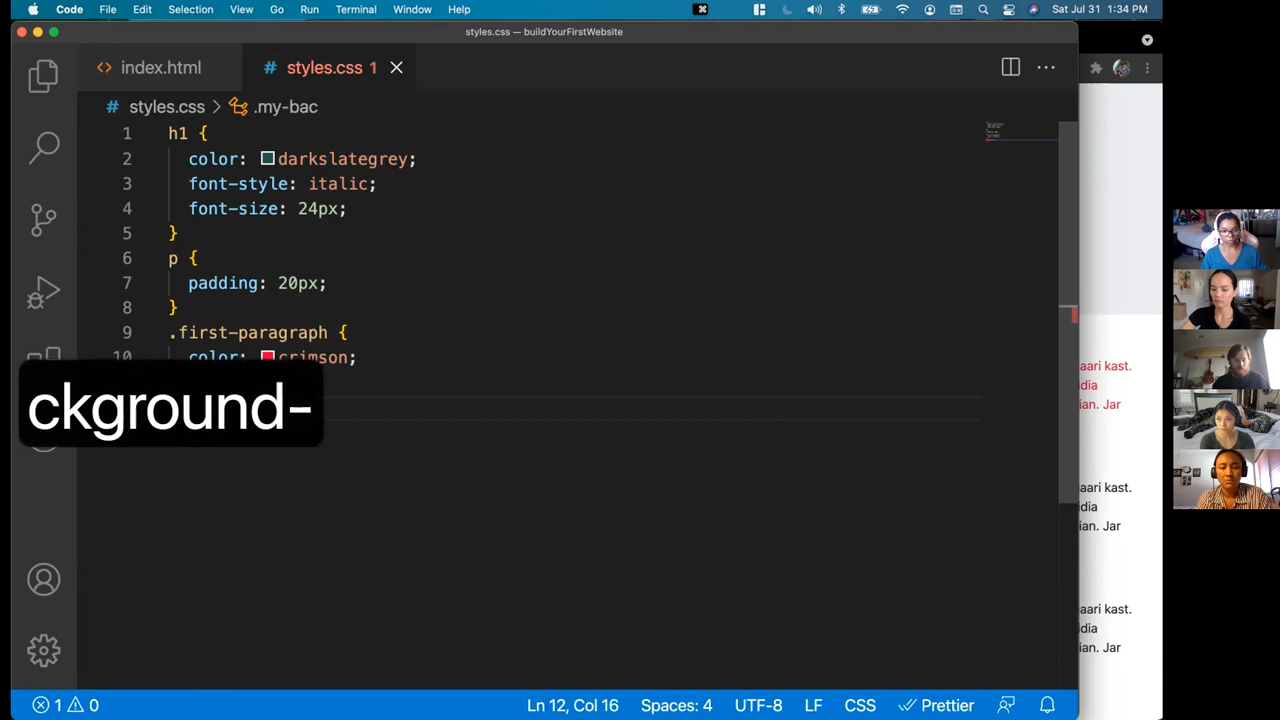 Code File Edit Selection View Go Run Terminal Window Help Sat Jul 31 1:34 PM
styles.css — buildYourFirstWebsite
<> index.html # styles.css 1
# styles.css > .my-bac
1 h1 {
2 color: darkslategrey;
3 font-style: italic;
4 font-size: 24px;
5 }
6 p {
7 padding: 20px;
8 }
9 .first-paragraph {
10 color: crimson;
ckground-
aari kast.
idia
ian. Jar
aari kast.
idia
ian. Jar
aari kast.
idia
ian. Jar
1 0 Ln 12, Col 16 Spaces: 4 UTF-8 LF CSS Prettier